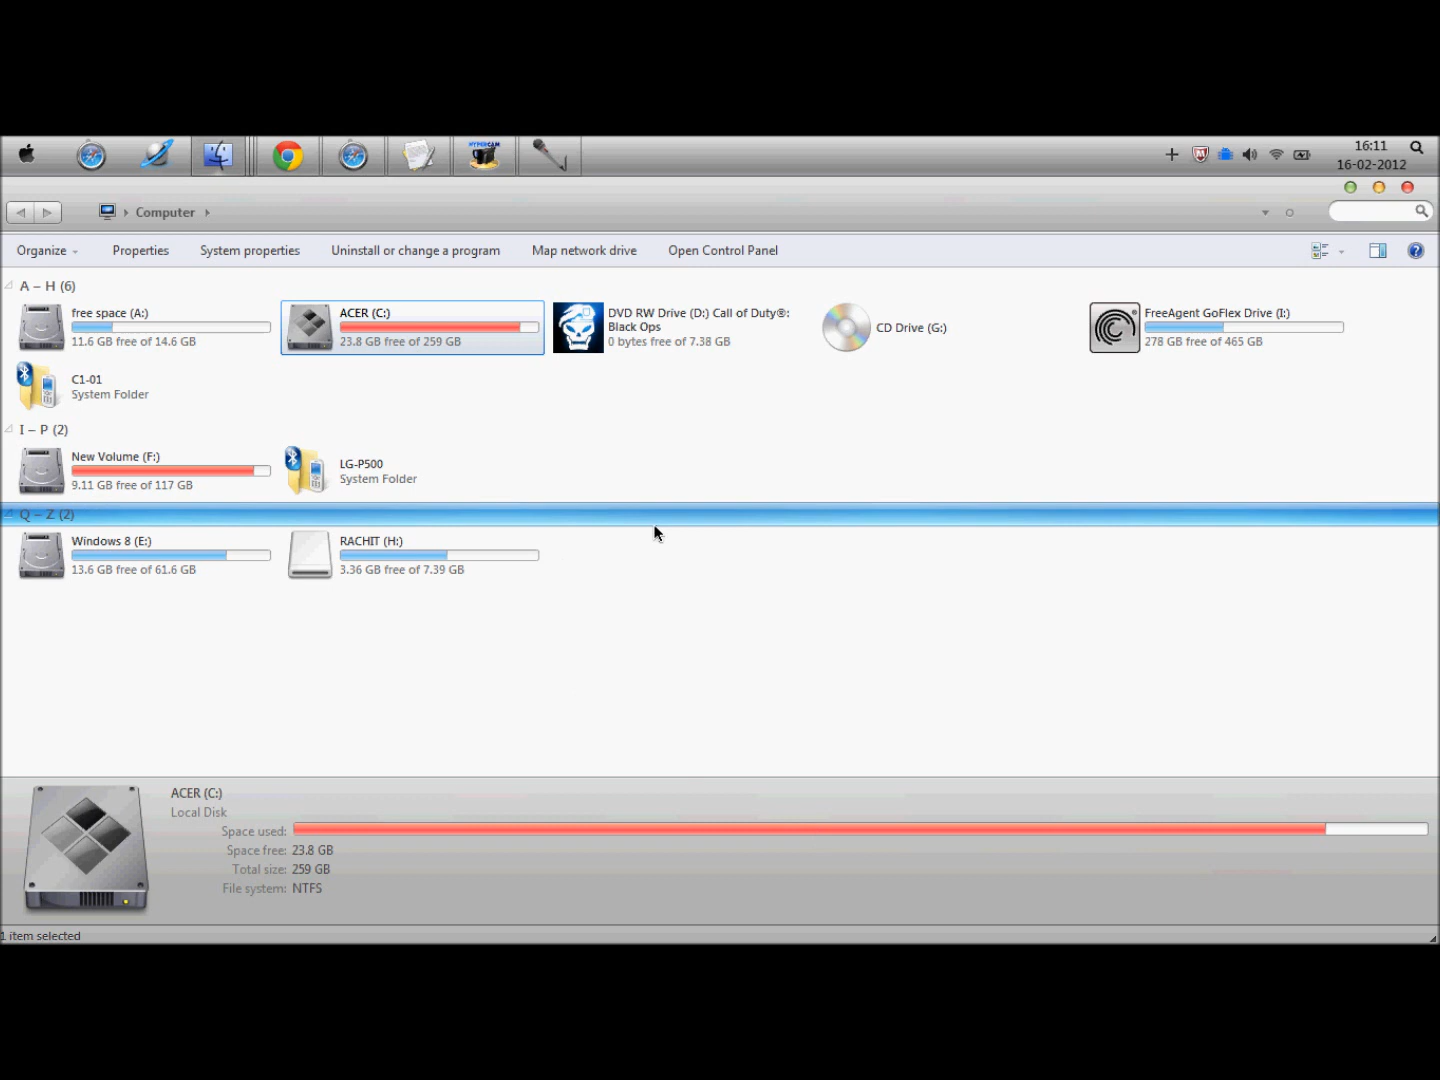 HYPERCAM
16:11
16-02-2012
Computer
Organize
Properties
System properties
Uninstall or change a program
Map network drive
Open Control Panel
A – H (6)
free space (A:)
11.6 GB free of 14.6 GB
ACER (C:)
23.8 GB free of 259 GB
DVD RW Drive (D:) Call of Duty®:
Black Ops
0 bytes free of 7.38 GB
CD Drive (G:)
FreeAgent GoFlex Drive (I:)
278 GB free of 465 GB
C1-01
System Folder
I – P (2)
New Volume (F:)
9.11 GB free of 117 GB
LG-P500
System Folder
Q – Z (2)
Windows 8 (E:)
13.6 GB free of 61.6 GB
RACHIT (H:)
3.36 GB free of 7.39 GB
ACER (C:)
Local Disk
Space used:
Space free: 23.8 GB
Total size: 259 GB
File system: NTFS
1 item selected